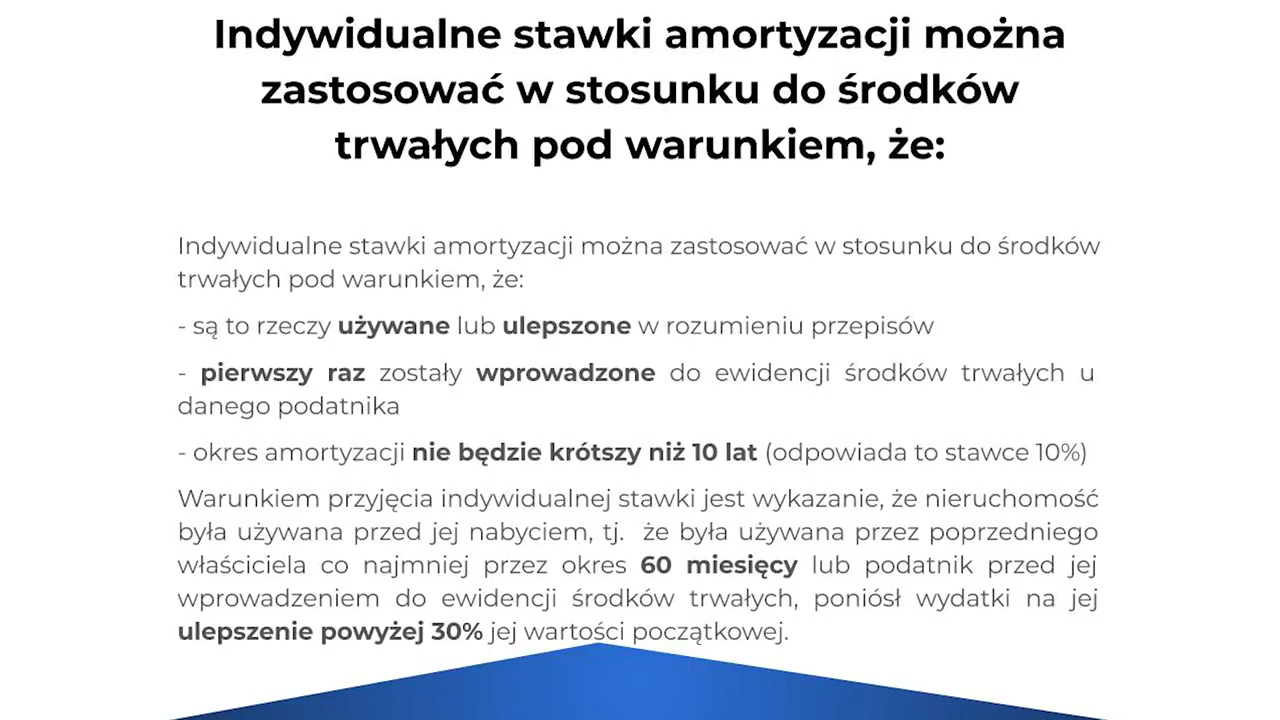 Indywidualne stawki amortyzacji można
zastosować w stosunku do środków
trwałych pod warunkiem, że:
Indywidualne stawki amortyzacji można zastosować w stosunku do środków
trwałych pod warunkiem, że:
- są to rzeczy używane lub ulepszone w rozumieniu przepisów
- pierwszy raz zostały wprowadzone do ewidencji środków trwałych u
danego podatnika
- okres amortyzacji nie będzie krótszy niż 10 lat (odpowiada to stawce 10%)
Warunkiem przyjęcia indywidualnej stawki jest wykazanie, że nieruchomość
była używana przed jej nabyciem, tj. że była używana przez poprzedniego
właściciela co najmniej przez okres 60 miesięcy lub podatnik przed jej
wprowadzeniem do ewidencji środków trwałych, poniósł wydatki na jej
ulepszenie powyżej 30% jej wartości początkowej.